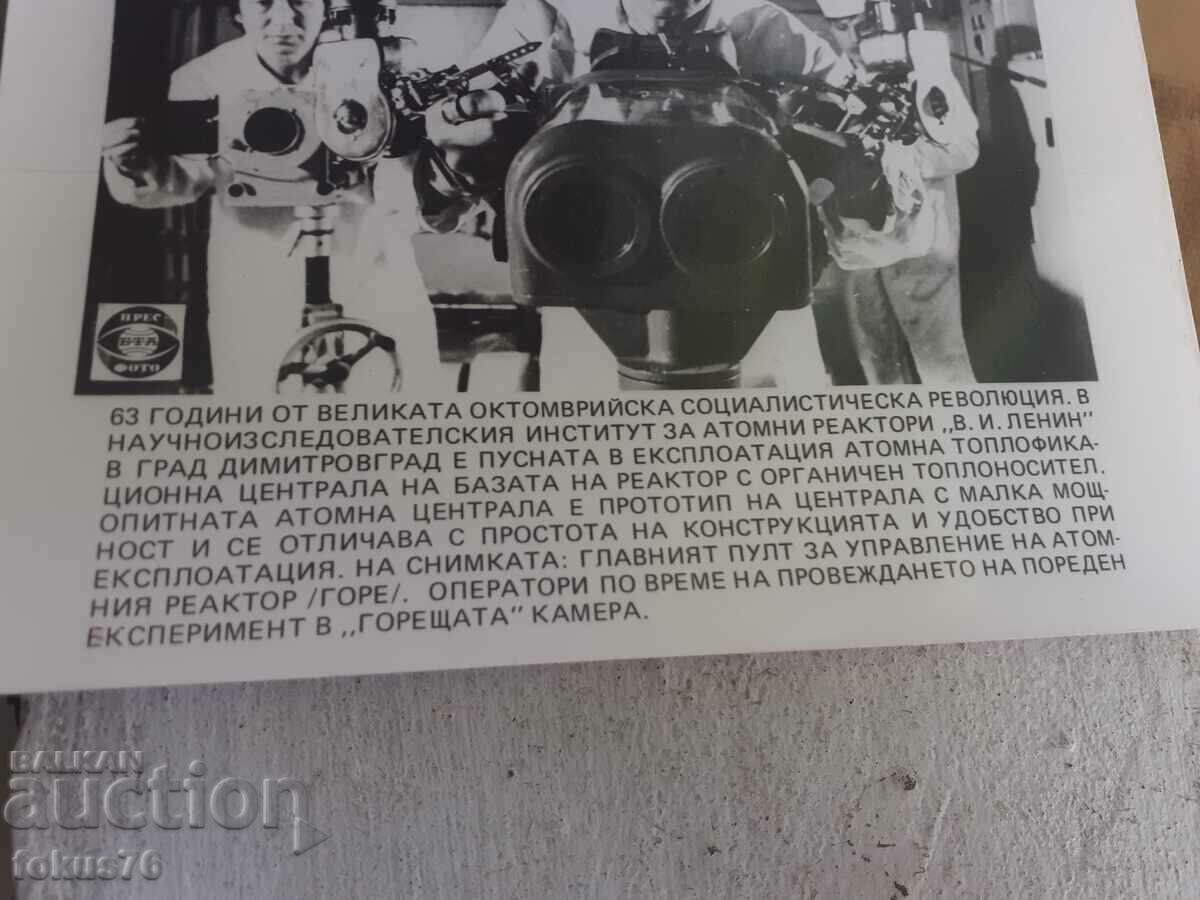 ПРЕС
БТА
ФОТО
63 ГОДИНИ ОТ ВЕЛИКАТА ОКТОМВРИЙСКА СОЦИАЛИСТИЧЕСКА РЕВОЛЮЦИЯ. В
НАУЧНОИЗСЛЕДОВАТЕЛСКИЯ ИНСТИТУТ ЗА АТОМНИ РЕАКТОРИ „В. И. ЛЕНИН"
В ГРАД ДИМИТРОВГРАД Е ПУСНАТА В ЕКСПЛОАТАЦИЯ АТОМНА ТОПЛОФИКА-
ЦИОННА ЦЕНТРАЛА НА БАЗАТА НА РЕАКТОР С ОРГАНИЧЕН ТОПЛОНОСИТЕЛ.
ОПИТНАТА АТОМНА ЦЕНТРАЛА Е ПРОТОТИП НА ЦЕНТРАЛА С МАЛКА МОЩ-
НОСТ И СЕ ОТЛИЧАВА С ПРОСТОТА НА КОНСТРУКЦИЯТА И УДОБСТВО ПРИ
ЕКСПЛОАТАЦИЯ. НА СНИМКАТА: ГЛАВНИЯТ ПУЛТ ЗА УПРАВЛЕНИЕ НА АТОМ-
НИЯ РЕАКТОР /ГОРЕ/. ОПЕРАТОРИ ПО ВРЕМЕ НА ПРОВЕЖДАНЕТО НА ПОРЕДЕН
ЕКСПЕРИМЕНТ В „ГОРЕЩАТА" КАМЕРА.
BALKAN
auction
fokus76